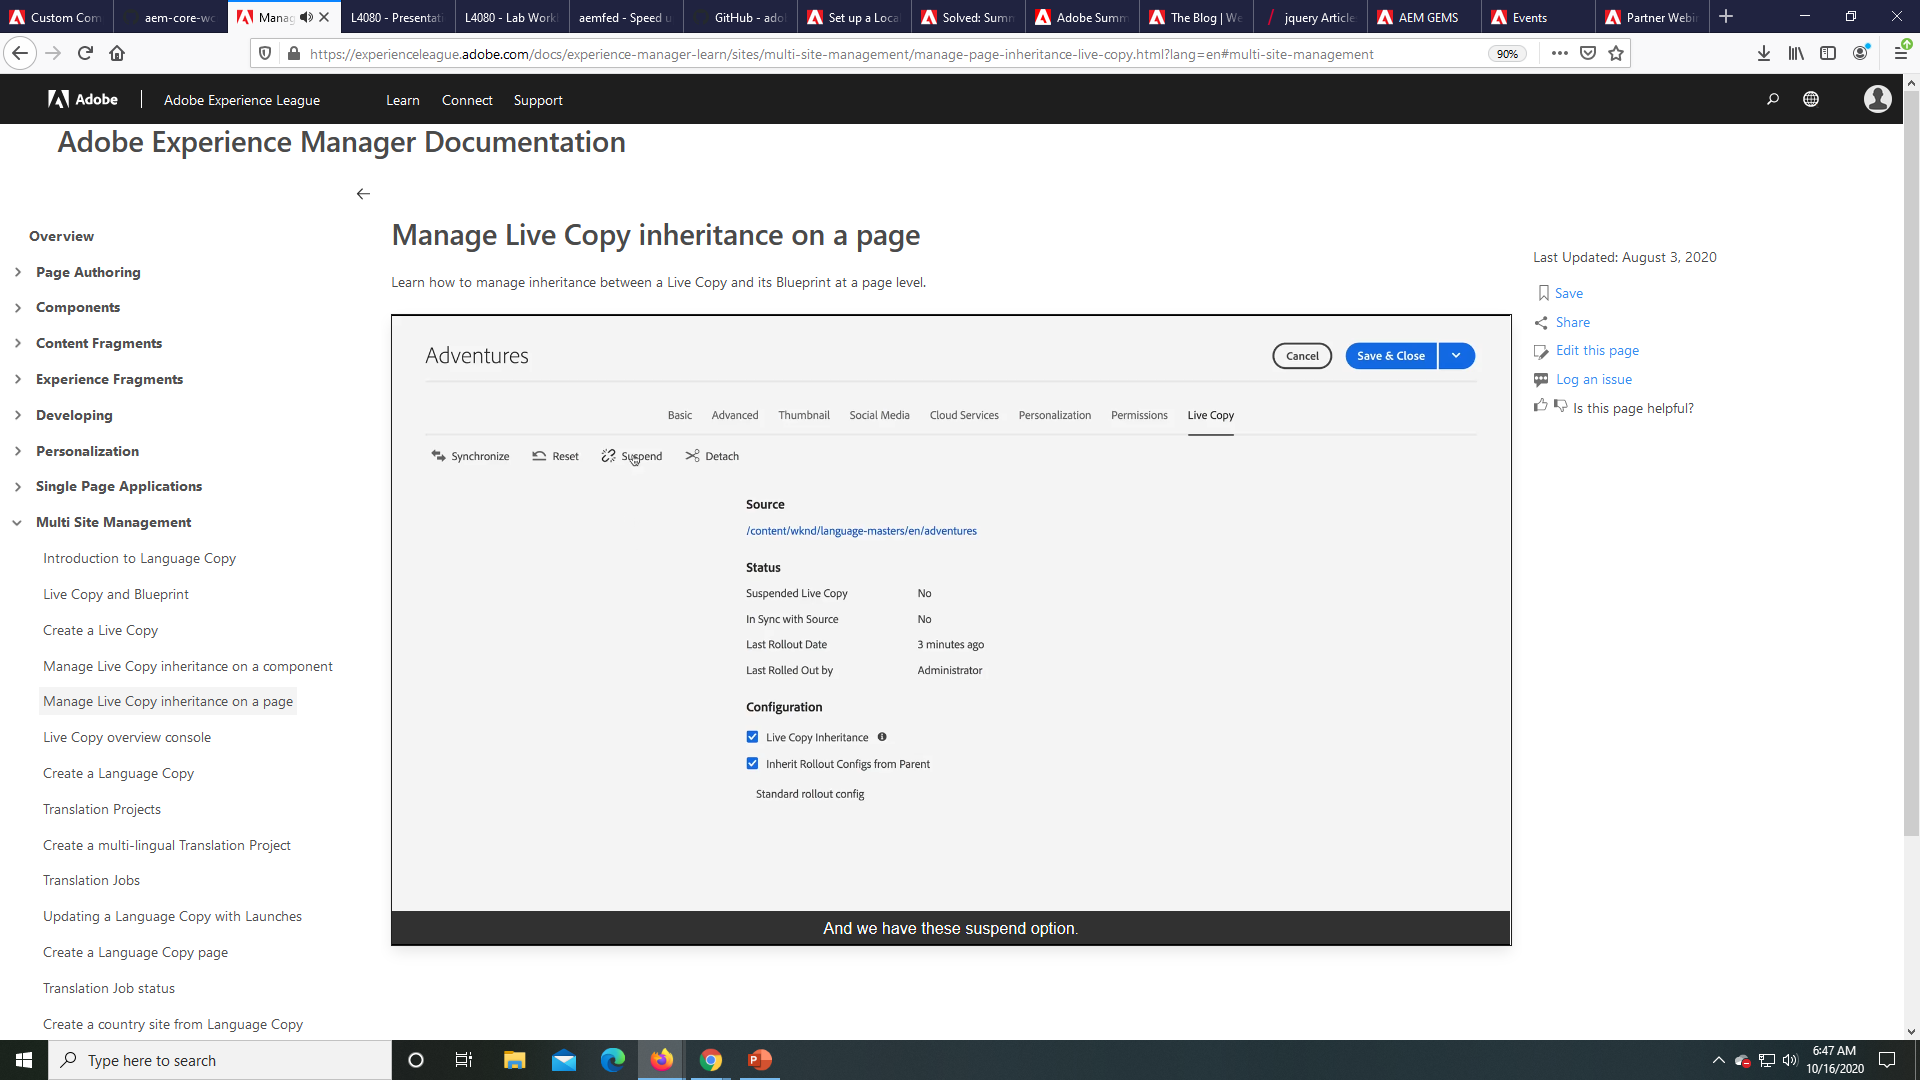 Custom Com
aem-core-wc
Manag
L4080 - Presentati
L4080 - Lab Work
aemfed - Speed u
GitHub - adol
Set up a Loca
Solved: Summ
Adobe Summ
The Blog | We
jquery Article
AEM GEMS
Events
Partner Webin
https://experienceleague.adobe.com/docs/experience-manager-learn/sites/multi-site-management/manage-page-inheritance-live-copy.html?lang=en#multi-site-management
90%
Adobe
Adobe Experience League
Learn
Connect
Support
Adobe Experience Manager Documentation
Overview
Page Authoring
Components
Content Fragments
Experience Fragments
Developing
Personalization
Single Page Applications
Multi Site Management
Introduction to Language Copy
Live Copy and Blueprint
Create a Live Copy
Manage Live Copy inheritance on a component
Manage Live Copy inheritance on a page
Live Copy overview console
Create a Language Copy
Translation Projects
Create a multi-lingual Translation Project
Translation Jobs
Updating a Language Copy with Launches
Create a Language Copy page
Translation Job status
Create a country site from Language Copy
Manage Live Copy inheritance on a page
Learn how to manage inheritance between a Live Copy and its Blueprint at a page level.
Adventures
Cancel
Save & Close
Basic
Advanced
Thumbnail
Social Media
Cloud Services
Personalization
Permissions
Live Copy
Synchronize
Reset
Suspend
Detach
Source
/content/wknd/language-masters/en/adventures
Status
Suspended Live Copy No
In Sync with Source No
Last Rollout Date 3 minutes ago
Last Rolled Out by Administrator
Configuration
Live Copy Inheritance
Inherit Rollout Configs from Parent
Standard rollout config
And we have these suspend option.
Last Updated: August 3, 2020
Save
Share
Edit this page
Log an issue
Is this page helpful?
Type here to search
6:47 AM
10/16/2020